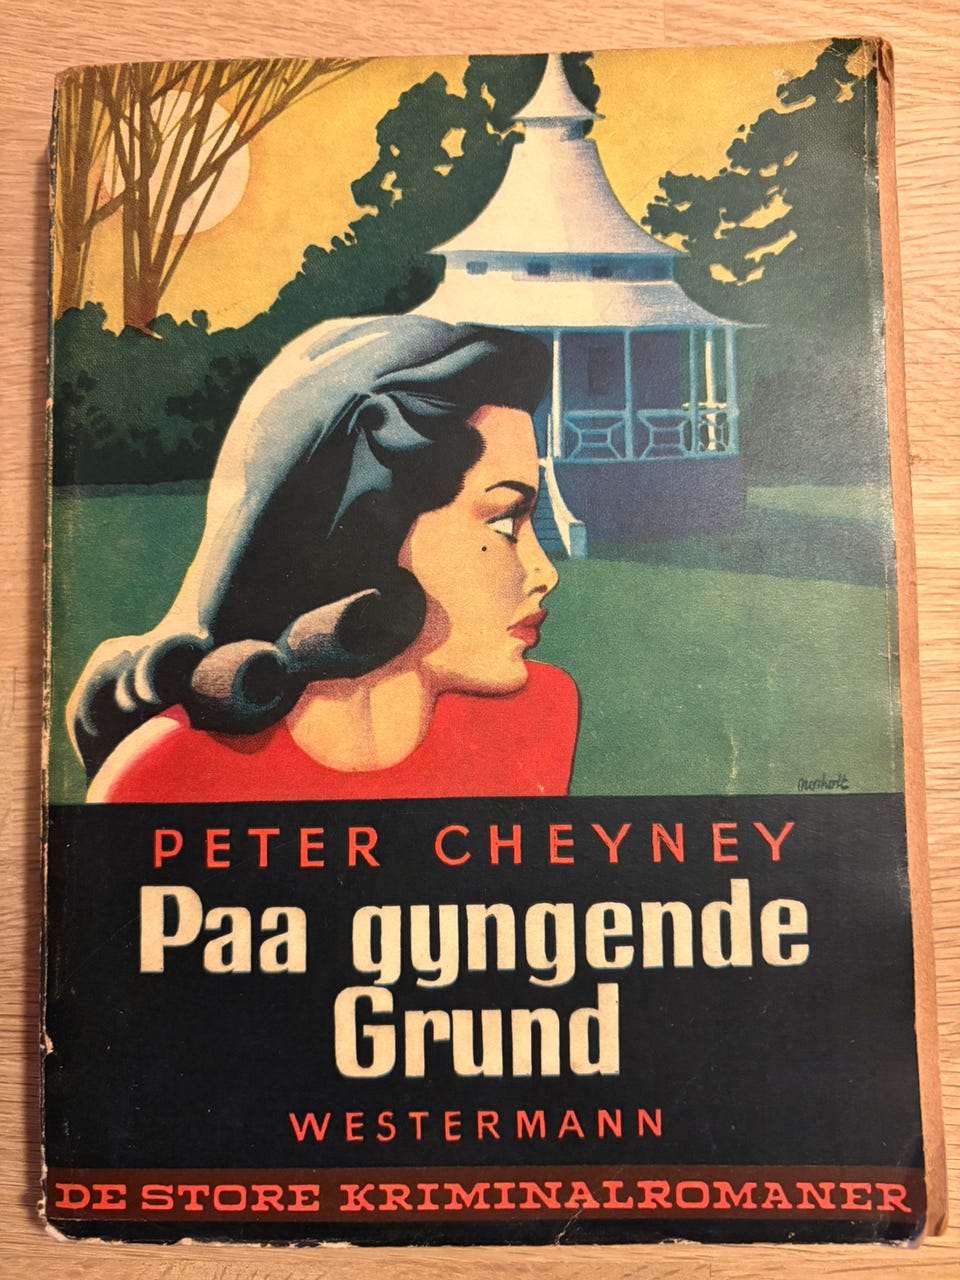 PETER CHEYNEY
Paa gyngende
Grund
WESTERMANN
DE STORE KRIMINALROMANER